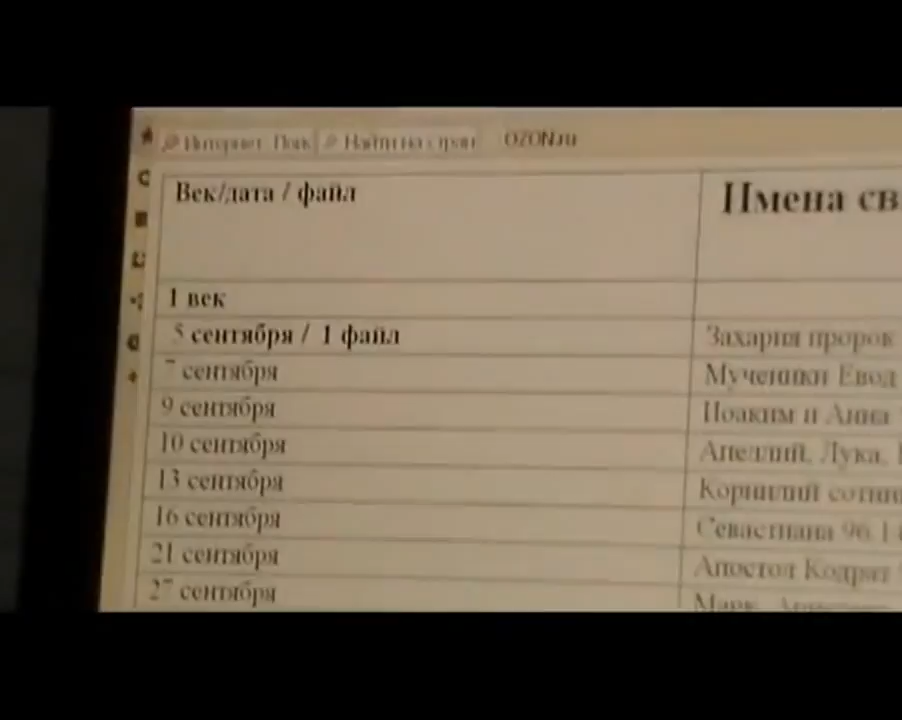 Интернет. Поиск Найти на стран OZON.ru
Век/дата / файл Имена св
1 век
5 сентября / 1 файл Захария пророк
7 сентября Мученики Евод
9 сентября Иоаким и Анна
10 сентября Апеллий, Лука,
13 сентября Корнилий сотни
16 сентября Севастиана 96
21 сентября Апостол Кодрат
27 сентября Марк,